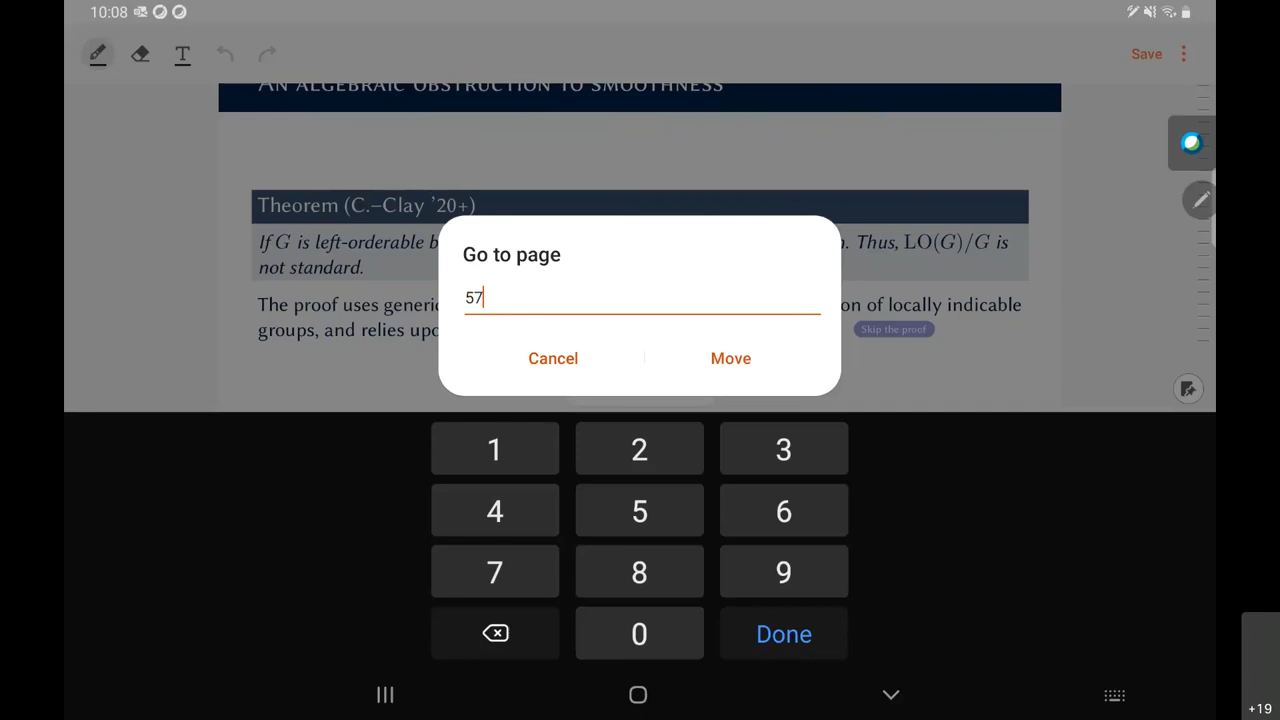 10:08
T
Save
AN ALGEBRAIC OBSTRUCTION TO SMOOTHNESS
Theorem (C.–Clay '20+)
If G is left-orderable b
n. Thus, LO(G)/G is
not standard.
The proof uses generic
on of locally indicable
groups, and relies upo
Skip the proof
Go to page
57
Cancel
Move
1 2 3
4 5 6
7 8 9
0 Done
+19